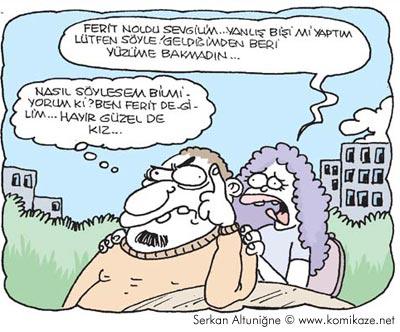 FERİT NOLDU SEVGİLİM...YANLIŞ BİŞİ Mİ YAPTIM
LÜTFEN SÖYLE! GELDİĞİMDEN BERİ
YÜZÜME BAKMADIN...
NASIL SÖYLESEM BİLMİ-
YORUM Kİ? BEN FERİT DE-Gİ-
LİM... HAYIR GÜZEL DE
KIZ...
Serkan Altuniğne © www.komikaze.net